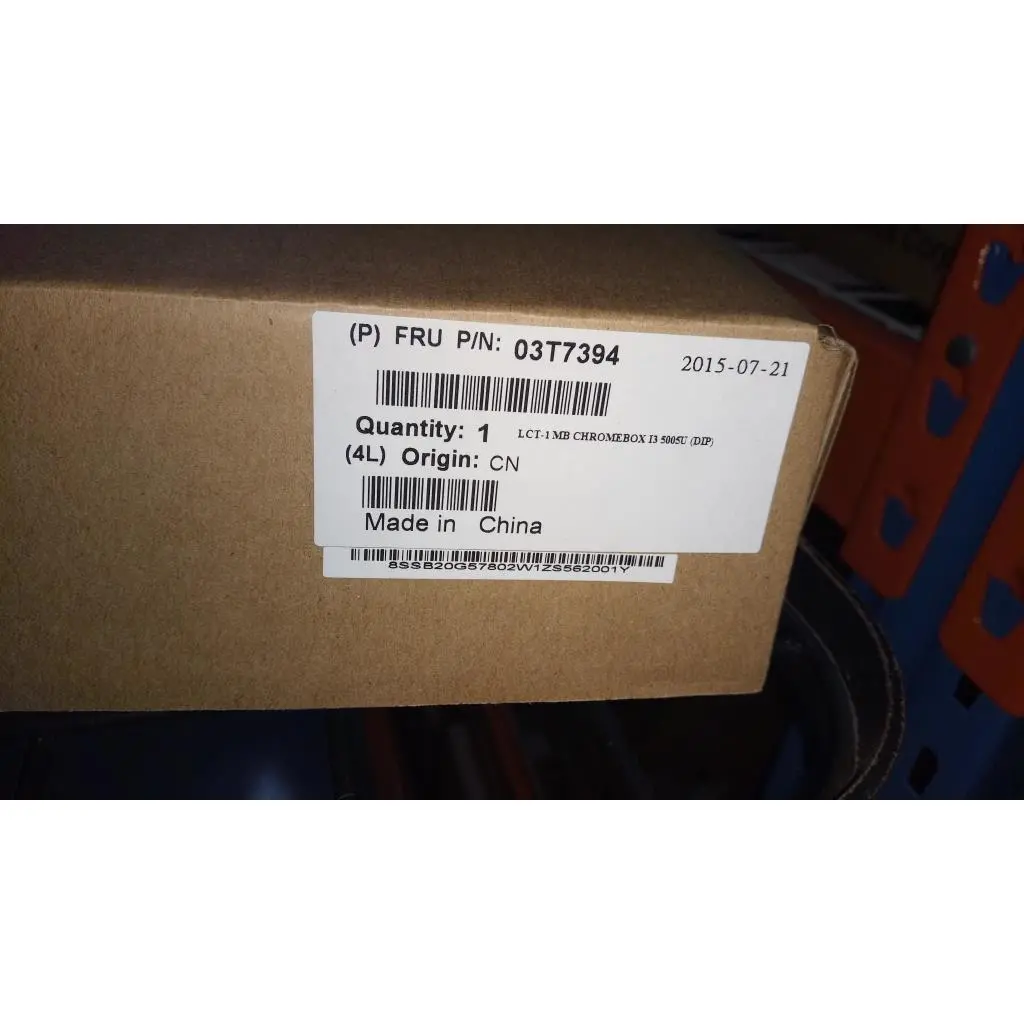 (P) FRU P/N: 03T7394 2015-07-21
Quantity: 1 LCT-1 MB CHROMEBOX I3 5005U (DIP)
(4L) Origin: CN
Made in China
8SSB20G57802W1ZS562001Y